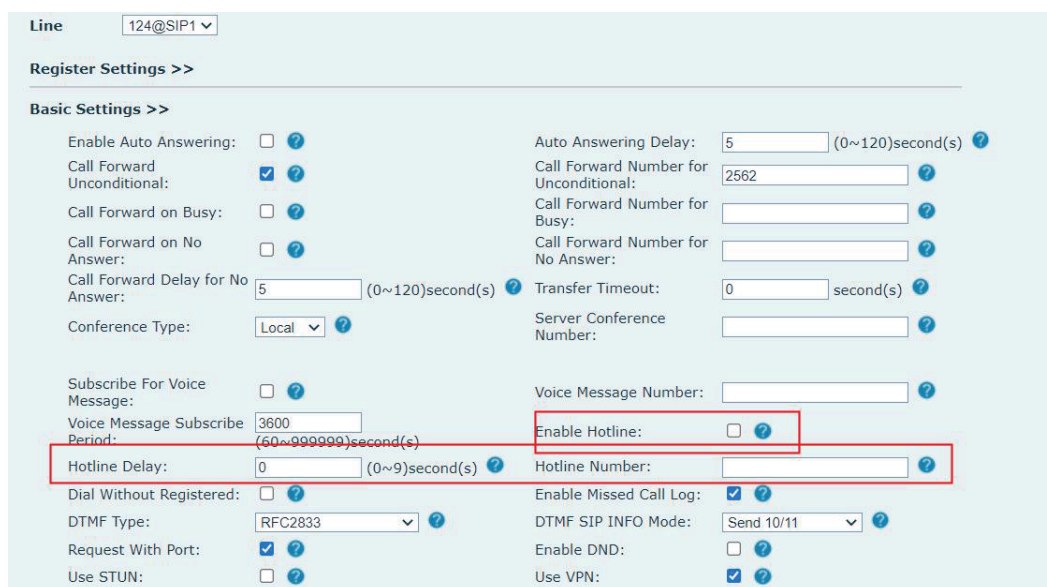 Line 124@SIP1
Register Settings >>
Basic Settings >>
Enable Auto Answering: ? Auto Answering Delay: 5 (0~120)second(s) ?
Call Forward
Unconditional: ? Call Forward Number for
Unconditional: 2562 ?
Call Forward on Busy: ? Call Forward Number for
Busy: ?
Call Forward on No
Answer: ? Call Forward Number for
No Answer: ?
Call Forward Delay for No
Answer: 5 (0~120)second(s) ? Transfer Timeout: 0 second(s) ?
Conference Type: Local ? Server Conference
Number: ?
Subscribe For Voice
Message: ? Voice Message Number: ?
Voice Message Subscribe
Period: 3600
(60~999999)second(s) Enable Hotline: ?
Hotline Delay: 0 (0~9)second(s) ? Hotline Number: ?
Dial Without Registered: ? Enable Missed Call Log: ?
DTMF Type: RFC2833 ? DTMF SIP INFO Mode: Send 10/11 ?
Request With Port: ? Enable DND: ?
Use STUN: ? Use VPN: ?